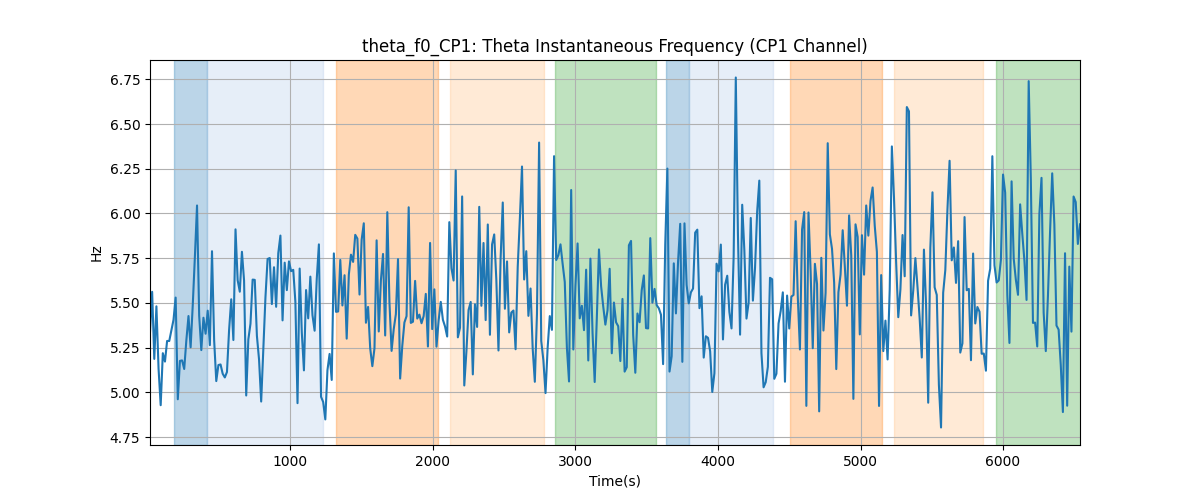 theta_f0_CP1: Theta Instantaneous Frequency (CP1 Channel)
6.75
6.50
6.25
6.00
5.75
5.50
5.25
5.00
4.75
Hz
1000 2000 3000 4000 5000 6000
Time(s)